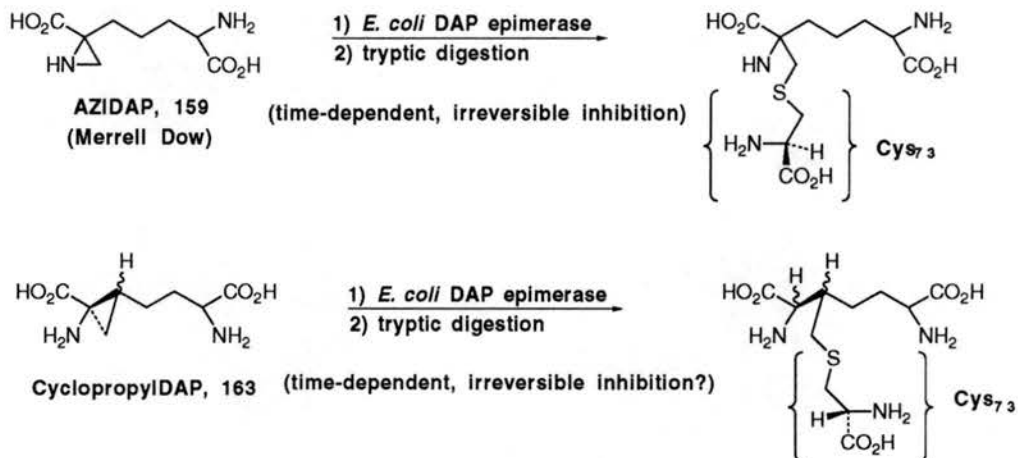 HO₂C
NH₂
HN
CO₂H
AZIDAP, 159
(Merrell Dow)
1) E. coli DAP epimerase
2) tryptic digestion
(time-dependent, irreversible inhibition)
HO₂C
NH₂
HN
CO₂H
S
H₂N
H
CO₂H
Cys₇₃
H
HO₂C
CO₂H
H₂N
NH₂
CyclopropylDAP, 163
1) E. coli DAP epimerase
2) tryptic digestion
(time-dependent, irreversible inhibition?)
H H
HO₂C
CO₂H
H₂N
NH₂
S
H
NH₂
CO₂H
Cys₇₃